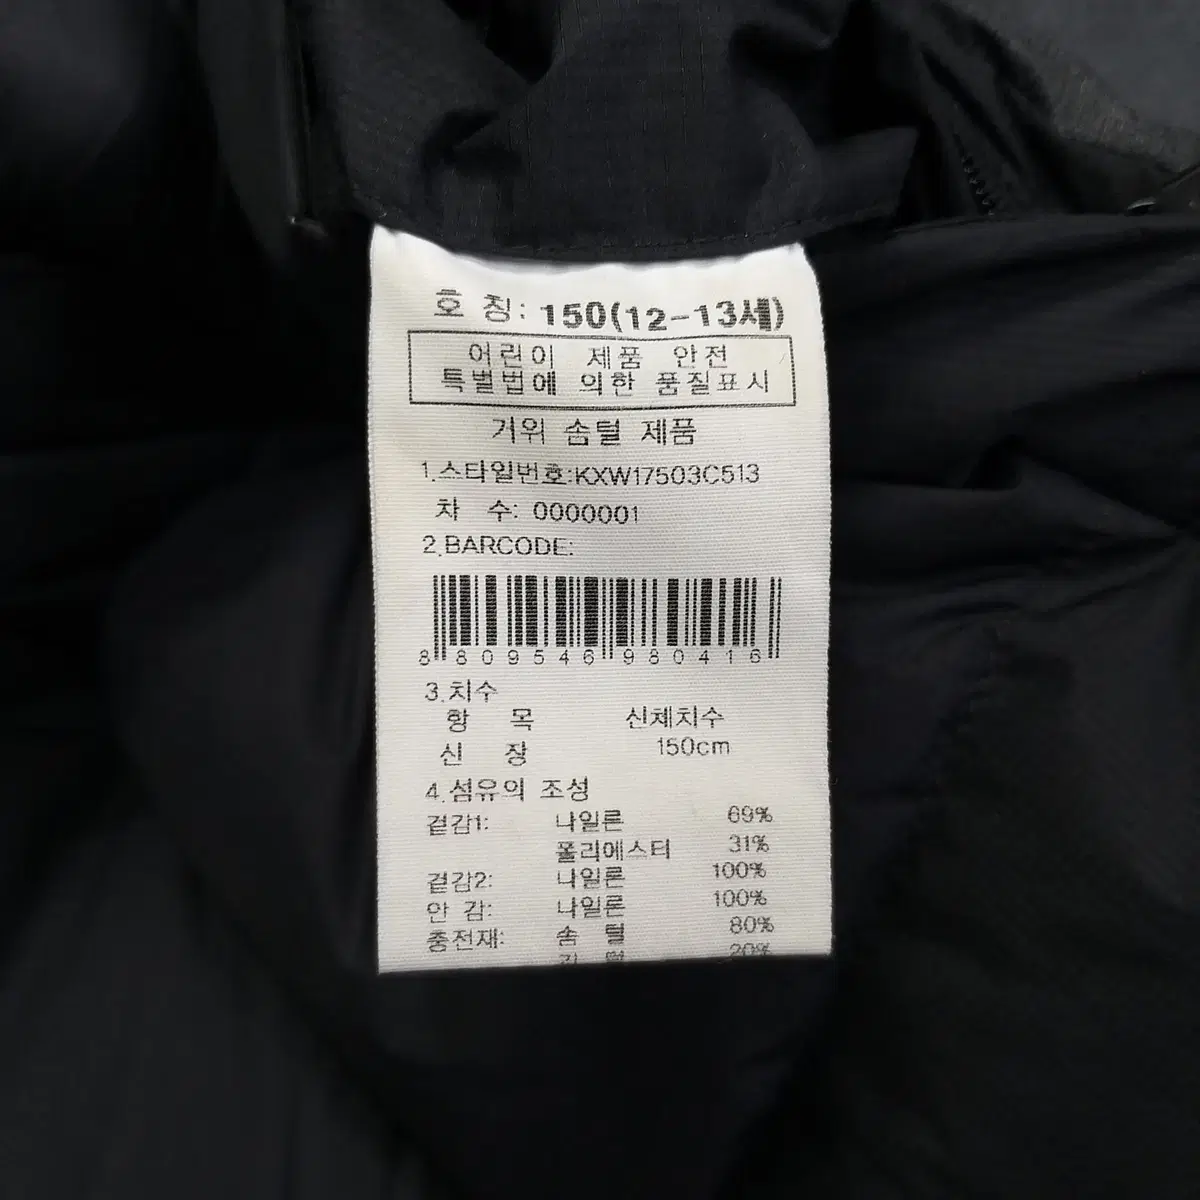 호 칭: 150(12-13세)
어린이 제품 안전
특별법에 의한 품질표시
거위 솜털 제품
1.스타일번호:KXW17503C513
차 수: 0000001
2.BARCODE:
8 809546 980416
3.치수
항 목 신체치수
신 장 150cm
4.섬유의 조성
겉감1: 나일론 69%
폴리에스터 31%
겉감2: 나일론 100%
안 감: 나일론 100%
충전재: 솜 털 80%
깃 털 20%